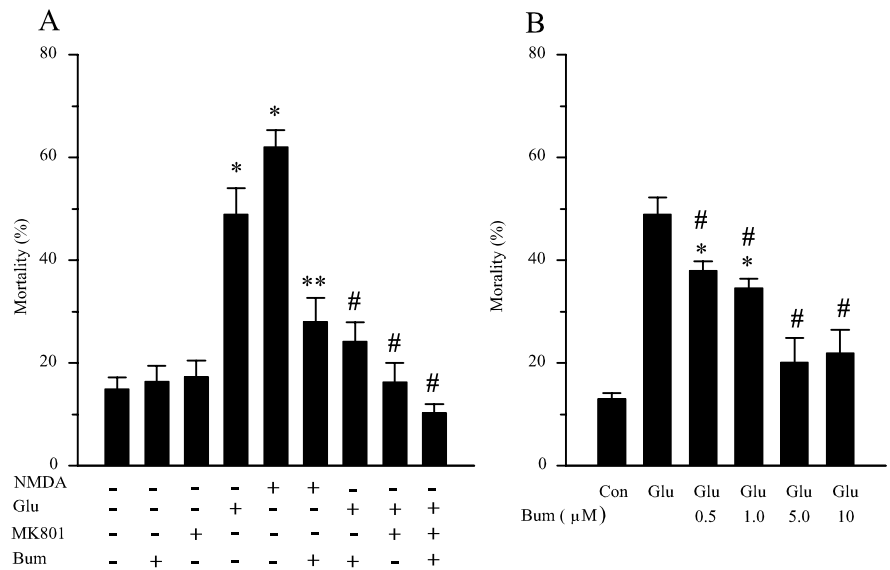 A
80
60
40
20
0
Mortality (%)
*
*
**
#
#
#
NMDA - - - - + + - - -
Glu - - - + - - + + +
MK801 - - + - - - - + +
Bum - + - - - + + - +
B
80
60
40
20
0
Morality (%)
#
*
#
*
#
#
Con Glu Glu Glu Glu Glu
Bum ( µM ) 0.5 1.0 5.0 10